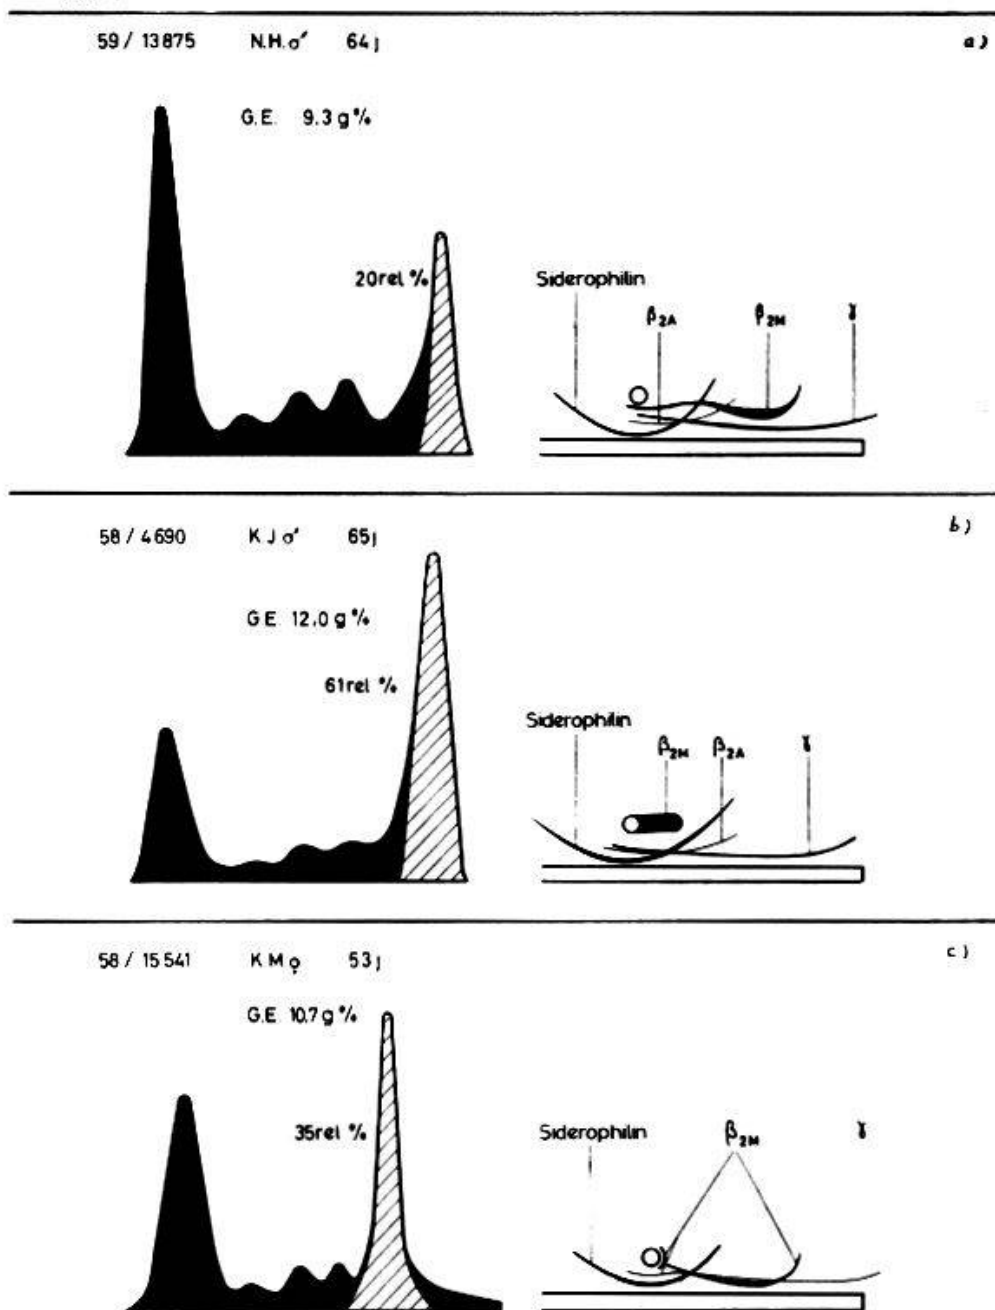 59 / 13875 N.H. ♂ 64 j a)
G.E. 9.3 g %
20 rel %
Siderophilin
β2A β2M γ
58 / 4690 K J ♂ 65 j b)
G.E 12.0 g %
61 rel %
Siderophilin
β2M β2A γ
58 / 15541 K M ♀ 53 j c)
G.E 10.7 g %
35 rel %
Siderophilin β2M γ